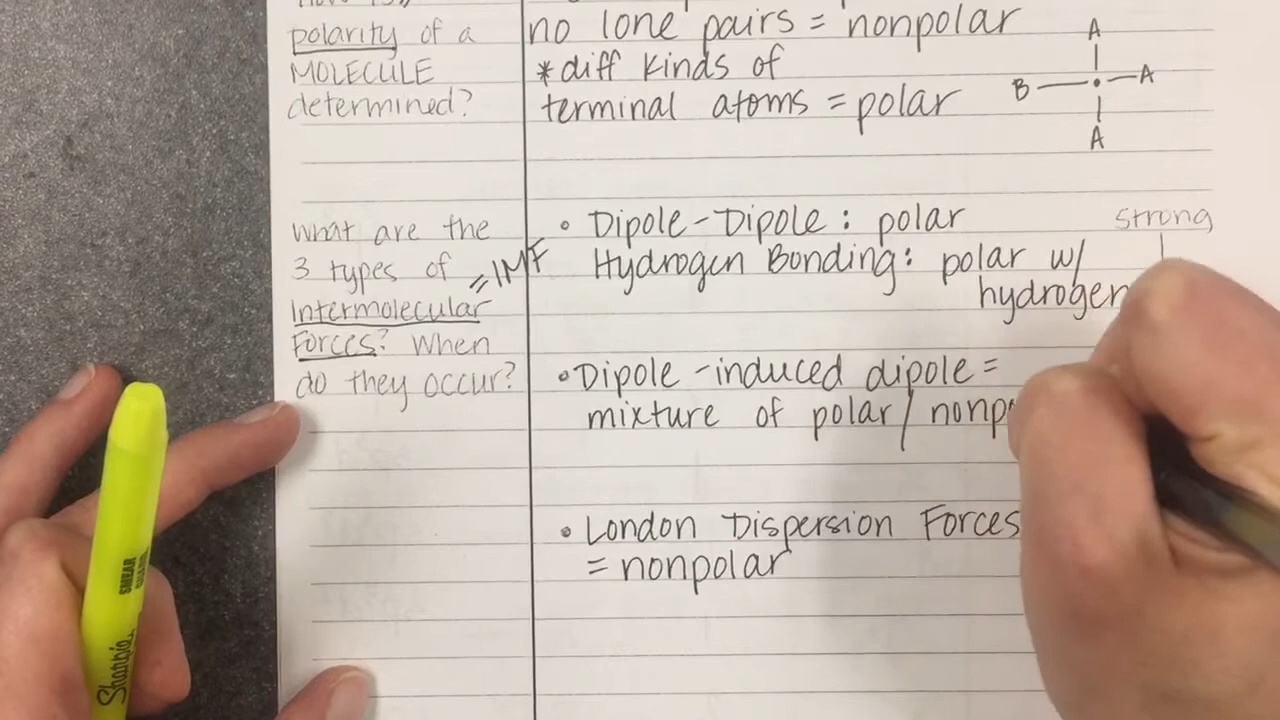 polarity of a
MOLECULE
determined?
no lone pairs = nonpolar
*diff kinds of
terminal atoms = polar
A
B
A
A
What are the
3 types of
= IMF
Intermolecular
Forces? When
do they occur?
• Dipole-Dipole: polar
Hydrogen Bonding: polar w/
hydrogen
• Dipole-induced dipole =
mixture of polar/nonp
• London Dispersion Forces
= nonpolar
Strong
Sharpie
SMEAR